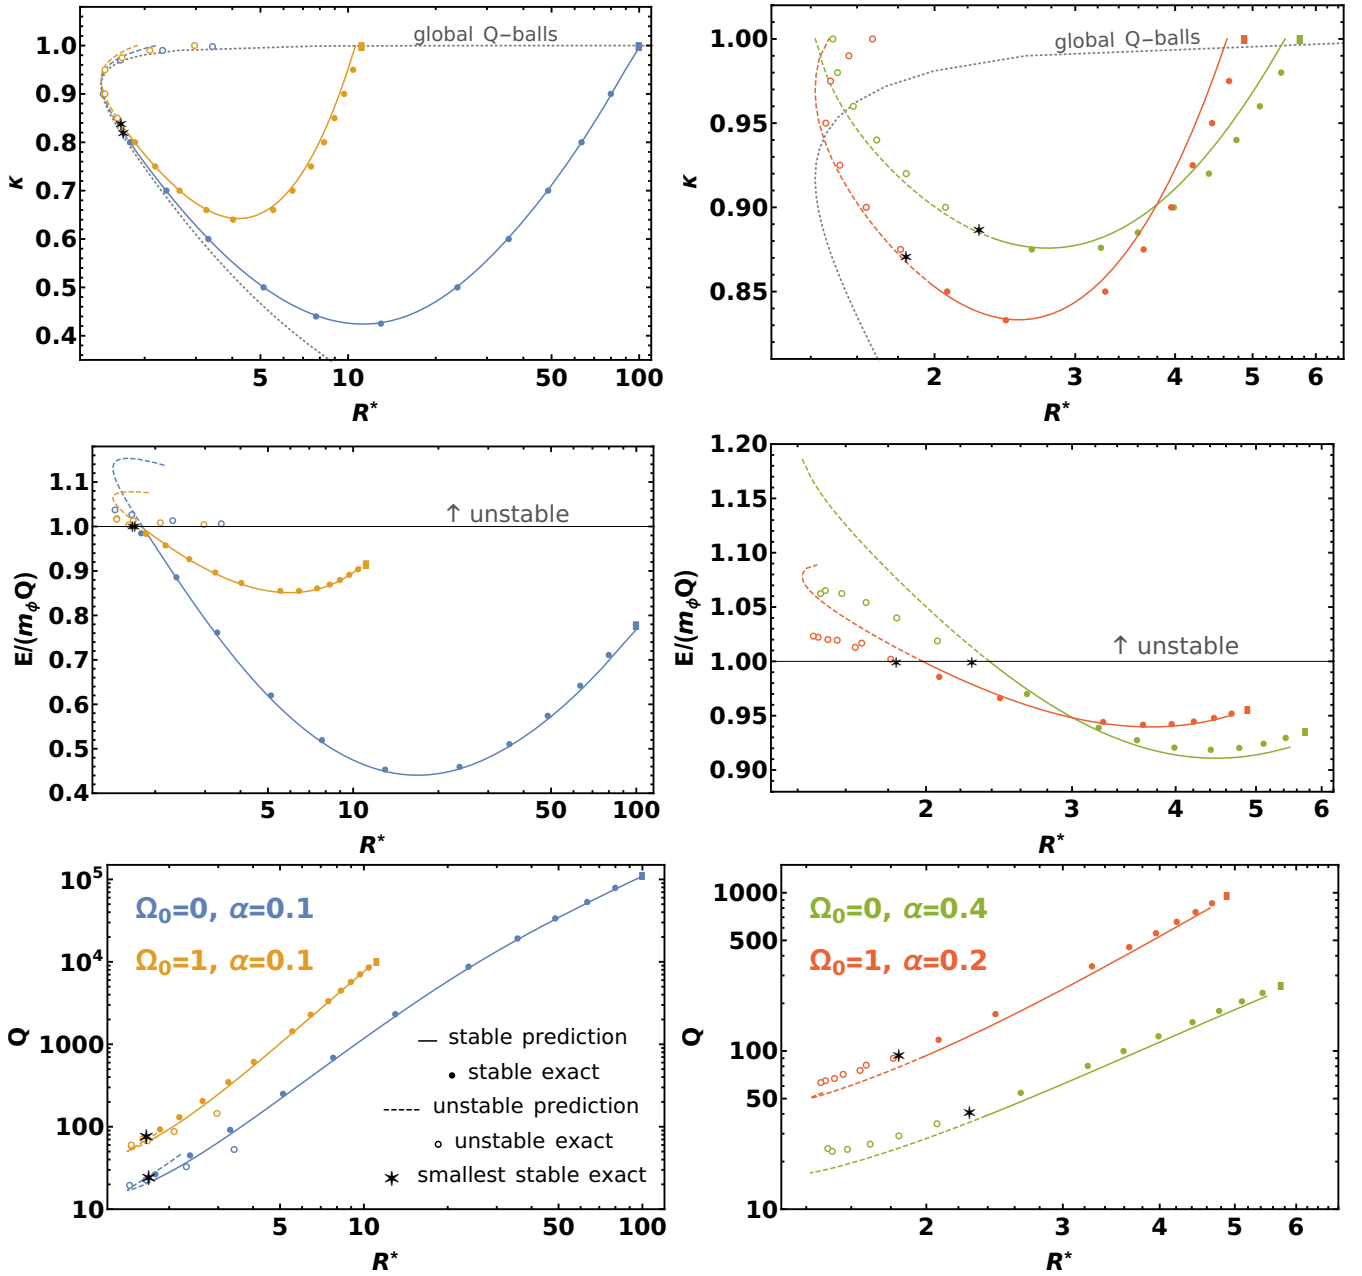 global Q-balls
κ
1.0
0.9
0.8
0.7
0.6
0.5
0.4
5 10 50 100
R*
global Q-balls
κ
1.00
0.95
0.90
0.85
2 3 4 5 6
R*
↑ unstable
E/(mϕQ)
1.1
1.0
0.9
0.8
0.7
0.6
0.5
0.4
5 10 50 100
R*
↑ unstable
E/(mϕQ)
1.20
1.15
1.10
1.05
1.00
0.95
0.90
2 3 4 5 6
R*
Q
10⁵
10⁴
1000
100
10
Ω₀=0, α=0.1
Ω₀=1, α=0.1
stable prediction
stable exact
unstable prediction
unstable exact
smallest stable exact
5 10 50 100
R*
Q
1000
500
100
50
10
Ω₀=0, α=0.4
Ω₀=1, α=0.2
2 3 4 5 6
R*